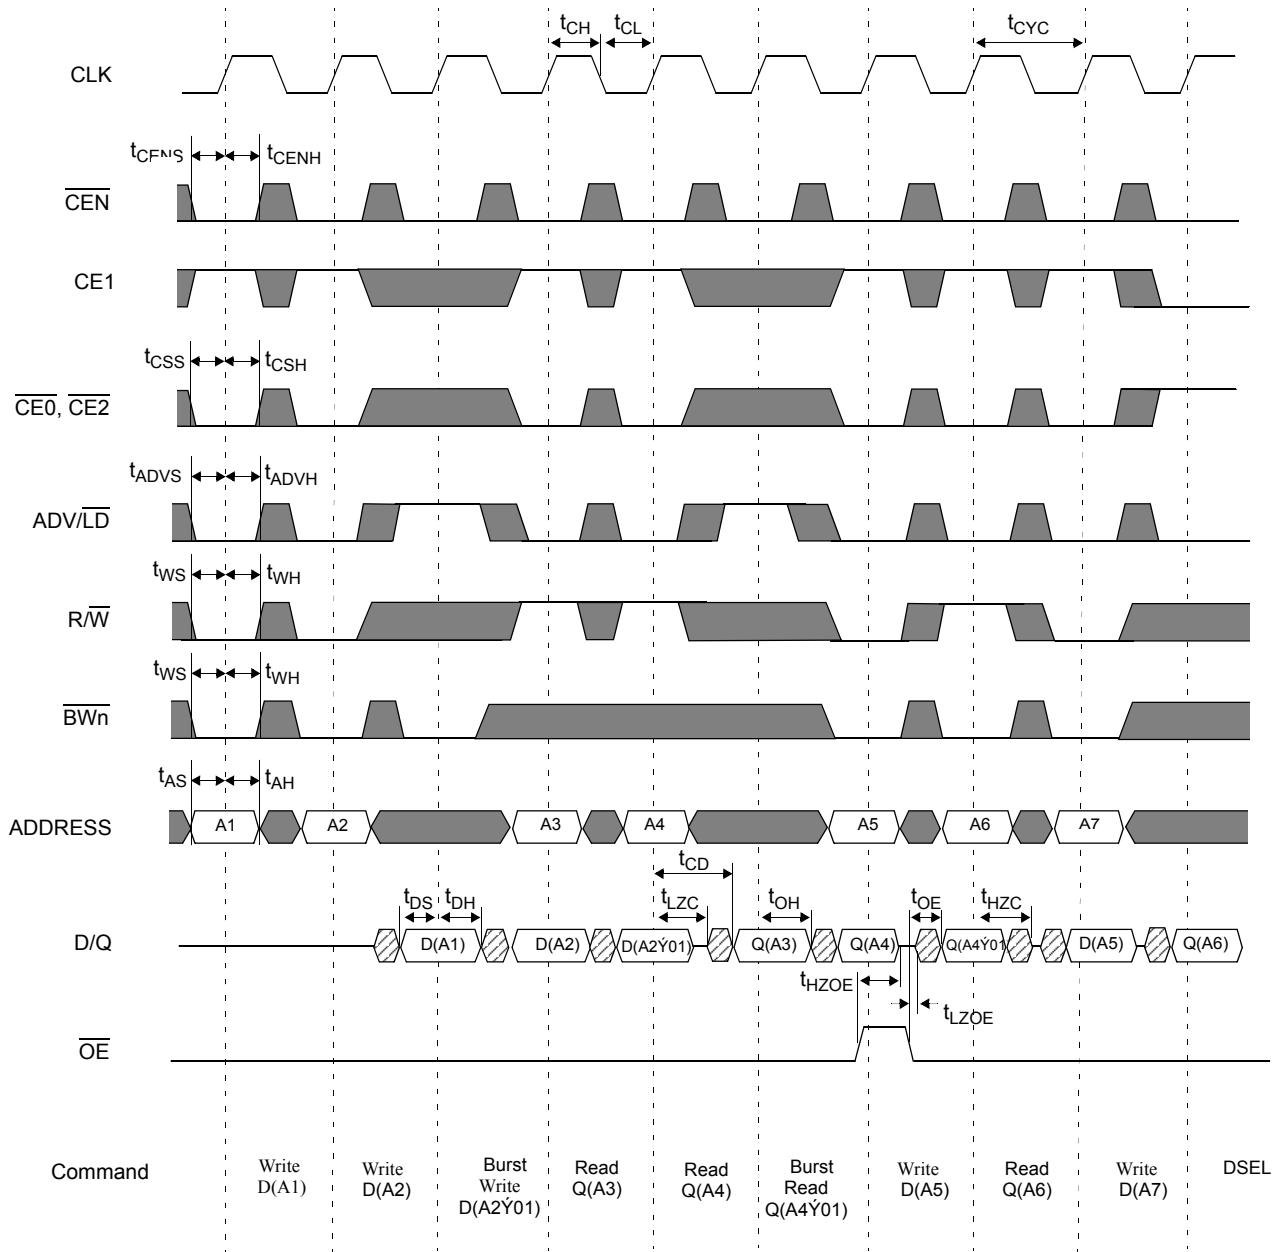 tCH tCL tCYC
CLK
tCENS tCENH
CEN
CE1
tCSS tCSH
CE0, CE2
tADVS tADVH
ADV/LD
tWS tWH
R/W
tWS tWH
BWn
tAS tAH
ADDRESS A1 A2 A3 A4 A5 A6 A7
tCD
tDS tDH tLZC tOH tOE tHZC
D/Q D(A1) D(A2) D(A2Ý01) Q(A3) Q(A4) Q(A4Ý01 D(A5) Q(A6)
tHZOE
tLZOE
OE
Command
Write
D(A1)
Write
D(A2)
Burst
Write
D(A2Ý01)
Read
Q(A3)
Read
Q(A4)
Burst
Read
Q(A4Ý01)
Write
D(A5)
Read
Q(A6)
Write
D(A7)
DSEL